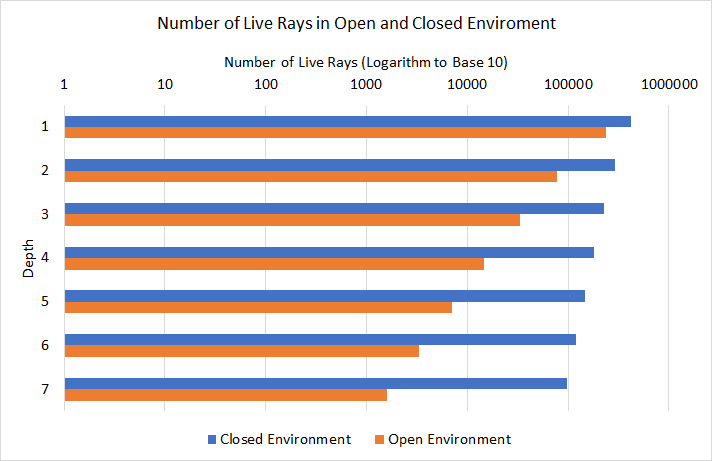 Number of Live Rays in Open and Closed Enviroment
Number of Live Rays (Logarithm to Base 10)
1 10 100 1000 10000 100000 1000000
Depth
1
2
3
4
5
6
7
Closed Environment Open Environment